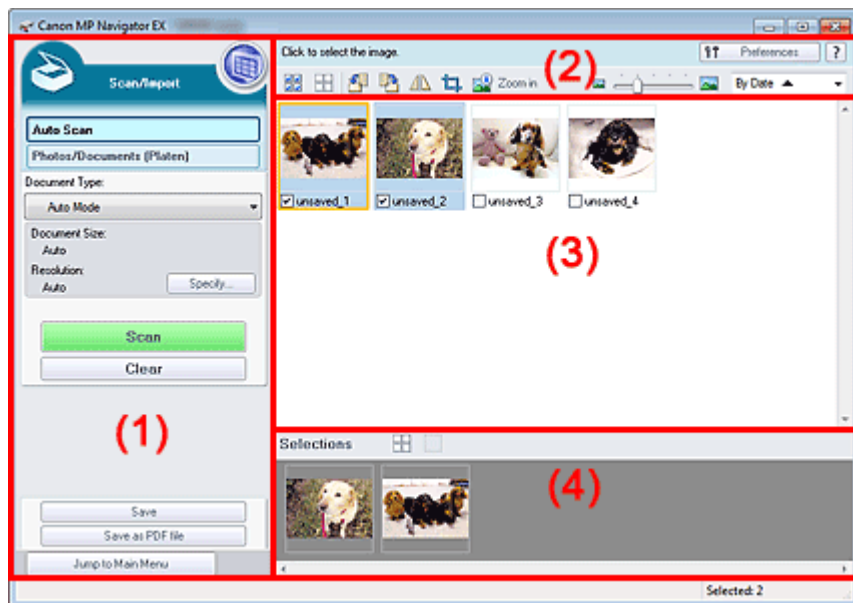 Canon MP Navigator EX
Scan/Import
Auto Scan
Photos/Documents (Platen)
Document Type:
Auto Mode
Document Size:
Auto
Resolution:
Auto
Specify...
Scan
Clear
(1)
Save
Save as PDF file
Jump to Main Menu
Click to select the image.
Preferences
?
Zoom in
(2)
By Date
unsaved_1
unsaved_2
unsaved_3
unsaved_4
(3)
Selections
(4)
Selected: 2